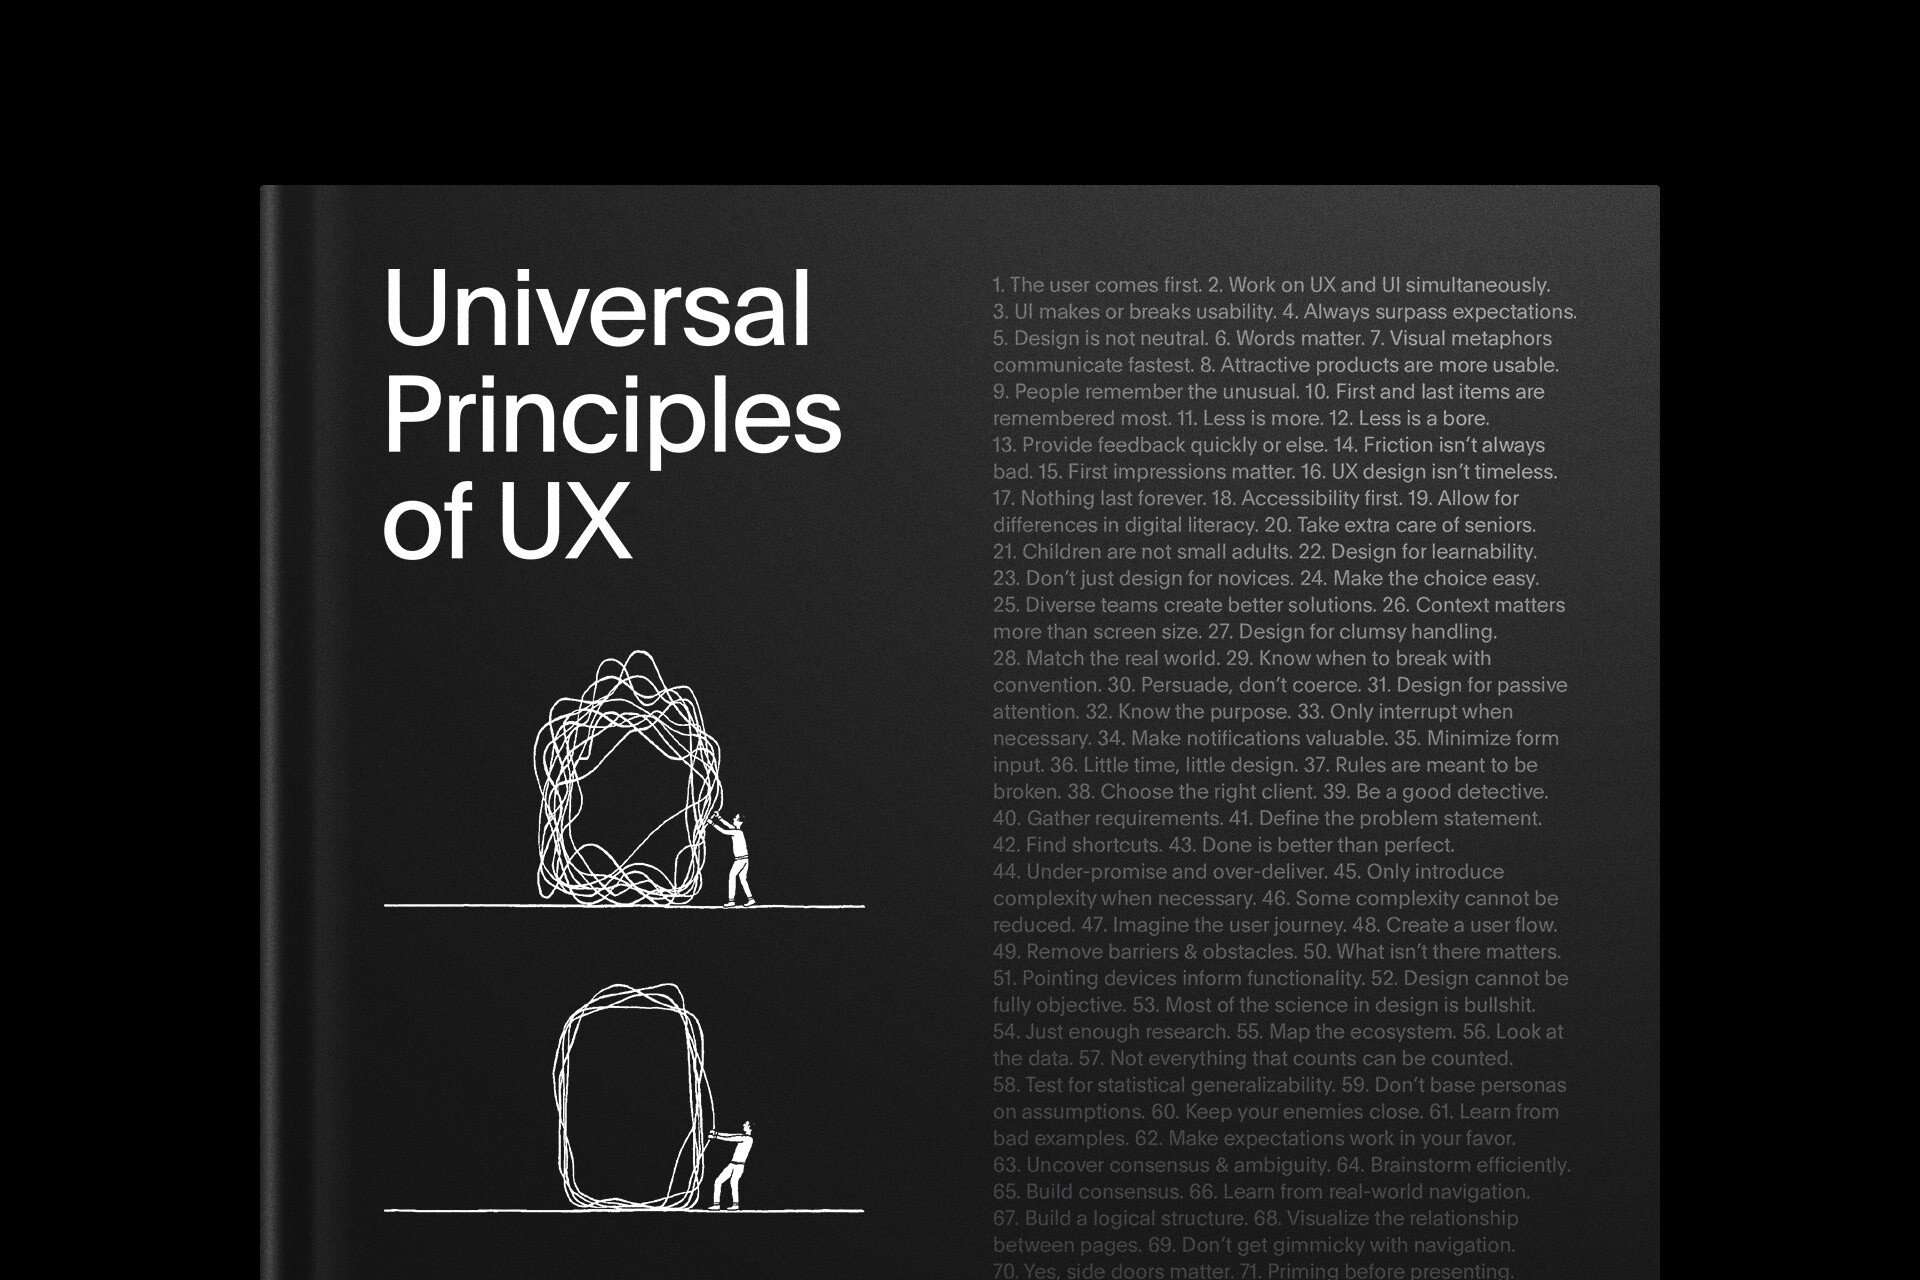 Universal
Principles
of UX
1. The user comes first. 2. Work on UX and UI simultaneously.
3. UI makes or breaks usability. 4. Always surpass expectations.
5. Design is not neutral. 6. Words matter. 7. Visual metaphors
communicate fastest. 8. Attractive products are more usable.
9. People remember the unusual. 10. First and last items are
remembered most. 11. Less is more. 12. Less is a bore.
13. Provide feedback quickly or else. 14. Friction isn’t always
bad. 15. First impressions matter. 16. UX design isn’t timeless.
17. Nothing last forever. 18. Accessibility first. 19. Allow for
differences in digital literacy. 20. Take extra care of seniors.
21. Children are not small adults. 22. Design for learnability.
23. Don’t just design for novices. 24. Make the choice easy.
25. Diverse teams create better solutions. 26. Context matters
more than screen size. 27. Design for clumsy handling.
28. Match the real world. 29. Know when to break with
convention. 30. Persuade, don’t coerce. 31. Design for passive
attention. 32. Know the purpose. 33. Only interrupt when
necessary. 34. Make notifications valuable. 35. Minimize form
input. 36. Little time, little design. 37. Rules are meant to be
broken. 38. Choose the right client. 39. Be a good detective.
40. Gather requirements. 41. Define the problem statement.
42. Find shortcuts. 43. Done is better than perfect.
44. Under-promise and over-deliver. 45. Only introduce
complexity when necessary. 46. Some complexity cannot be
reduced. 47. Imagine the user journey. 48. Create a user flow.
49. Remove barriers & obstacles. 50. What isn’t there matters.
51. Pointing devices inform functionality. 52. Design cannot be
fully objective. 53. Most of the science in design is bullshit.
54. Just enough research. 55. Map the ecosystem. 56. Look at
the data. 57. Not everything that counts can be counted.
58. Test for statistical generalizability. 59. Don’t base personas
on assumptions. 60. Keep your enemies close. 61. Learn from
bad examples. 62. Make expectations work in your favor.
63. Uncover consensus & ambiguity. 64. Brainstorm efficiently.
65. Build consensus. 66. Learn from real-world navigation.
67. Build a logical structure. 68. Visualize the relationship
between pages. 69. Don’t get gimmicky with navigation.
70. Yes, side doors matter. 71. Priming before presenting.